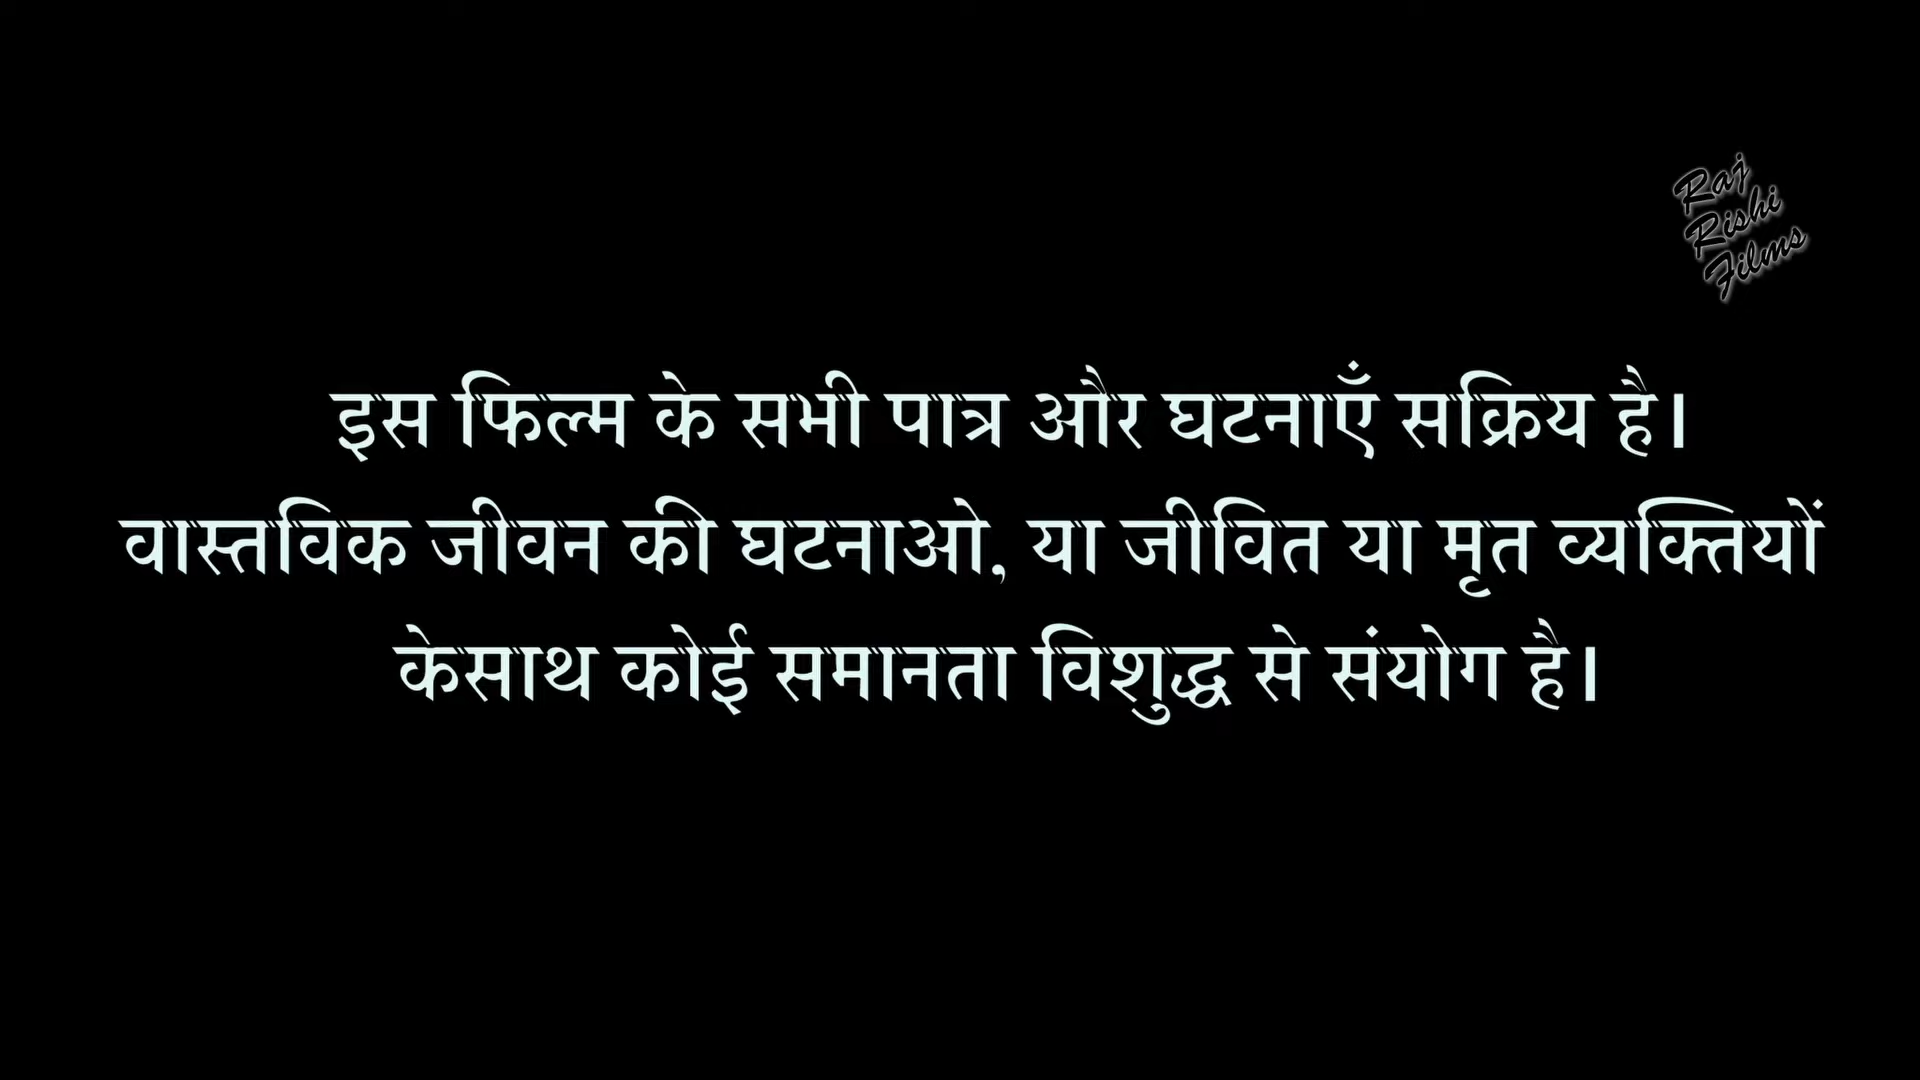 Raj
Rishi
Films
इस फिल्म के सभी पात्र और घटनाएँ सक्रिय है।
वास्तविक जीवन की घटनाओ, या जीवित या मृत व्यक्तियों
केसाथ कोई समानता विशुद्ध से संयोग है।